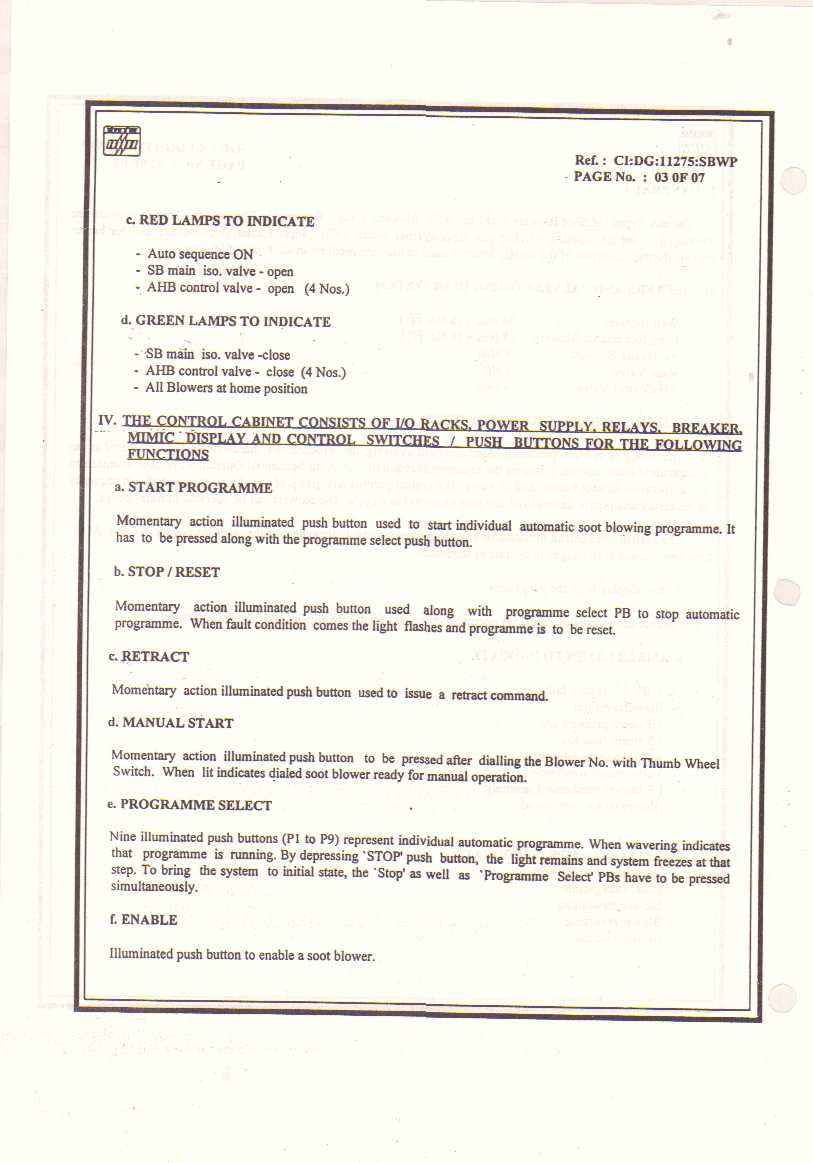 Ref. : CI:DG:11275:SBWP
PAGE No. : 03 0F 07
c. RED LAMPS TO INDICATE
- Auto sequence ON
- SB main iso. valve - open
- AHB control valve - open (4 Nos.)
d. GREEN LAMPS TO INDICATE
- SB main iso. valve -close
- AHB control valve - close (4 Nos.)
- All Blowers at home position
IV. THE CONTROL CABINET CONSISTS OF I/O RACKS, POWER SUPPLY, RELAYS, BREAKER,
MIMIC DISPLAY AND CONTROL SWITCHES / PUSH BUTTONS FOR THE FOLLOWING
FUNCTIONS
a. START PROGRAMME
Momentary action illuminated push button used to start individual automatic soot blowing programme. It
has to be pressed along with the programme select push button.
b. STOP / RESET
Momentary action illuminated push button used along with programme select PB to stop automatic
programme. When fault condition comes the light flashes and programme is to be reset.
c. RETRACT
Momentary action illuminated push button used to issue a retract command.
d. MANUAL START
Momentary action illuminated push button to be pressed after dialling the Blower No. with Thumb Wheel
Switch. When lit indicates dialed soot blower ready for manual operation.
e. PROGRAMME SELECT
Nine illuminated push buttons (P1 to P9) represent individual automatic programme. When wavering indicates
that programme is running. By depressing `STOP' push button, the light remains and system freezes at that
step. To bring the system to initial state, the `Stop' as well as `Programme Select' PBs have to be pressed
simultaneously.
f. ENABLE
Illuminated push button to enable a soot blower.